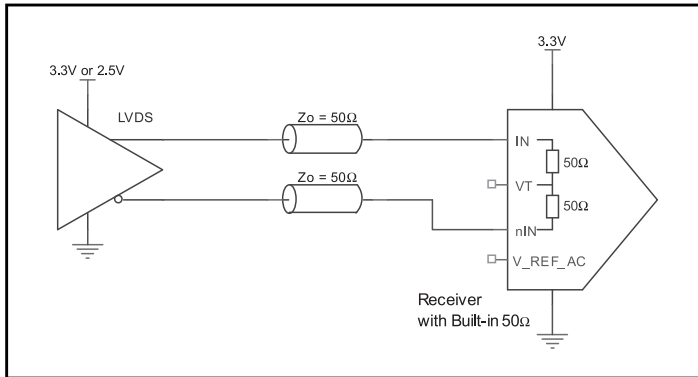 3.3V
3.3V or 2.5V
LVDS
Zo = 50Ω
IN
50Ω
VT
Zo = 50Ω
50Ω
nIN
V_REF_AC
Receiver
with Built-in 50Ω